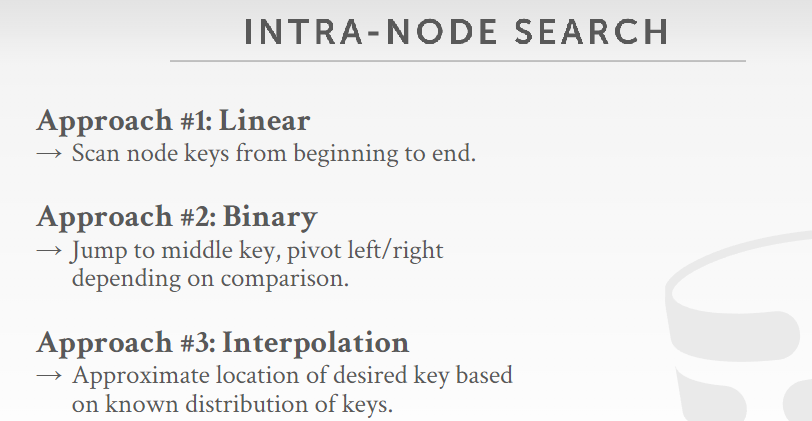 INTRA-NODE SEARCH
Approach #1: Linear
→ Scan node keys from beginning to end.
Approach #2: Binary
→ Jump to middle key, pivot left/right
depending on comparison.
Approach #3: Interpolation
→ Approximate location of desired key based
on known distribution of keys.